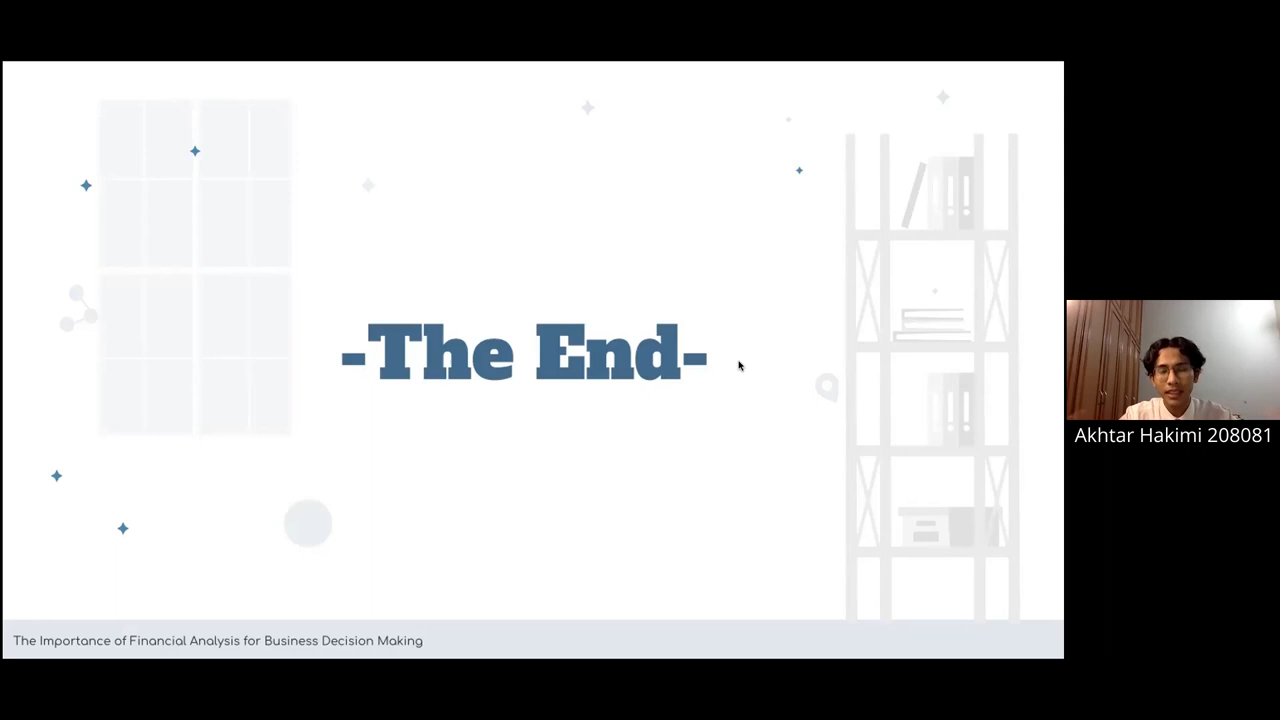 -The End-
Akhtar Hakimi 208081
The Importance of Financial Analysis for Business Decision Making